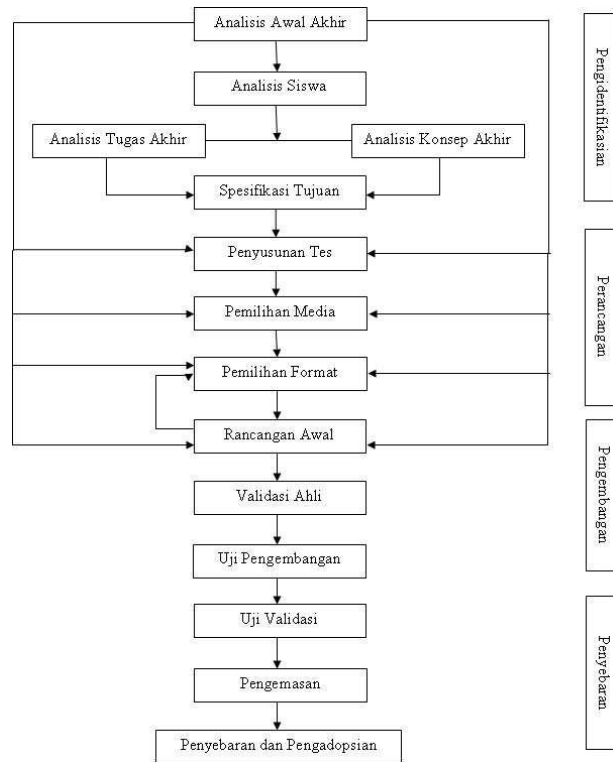 Analisis Awal Akhir
Analisis Siswa
Analisis Tugas Akhir
Analisis Konsep Akhir
Spesifikasi Tujuan
Penyusunan Tes
Pemilihan Media
Pemilihan Format
Rancangan Awal
Validasi Ahli
Uji Pengembangan
Uji Validasi
Pengemasan
Penyebaran dan Pengadopsian
Pengidentifikasian
Perancangan
Pengembangan
Penyebaran